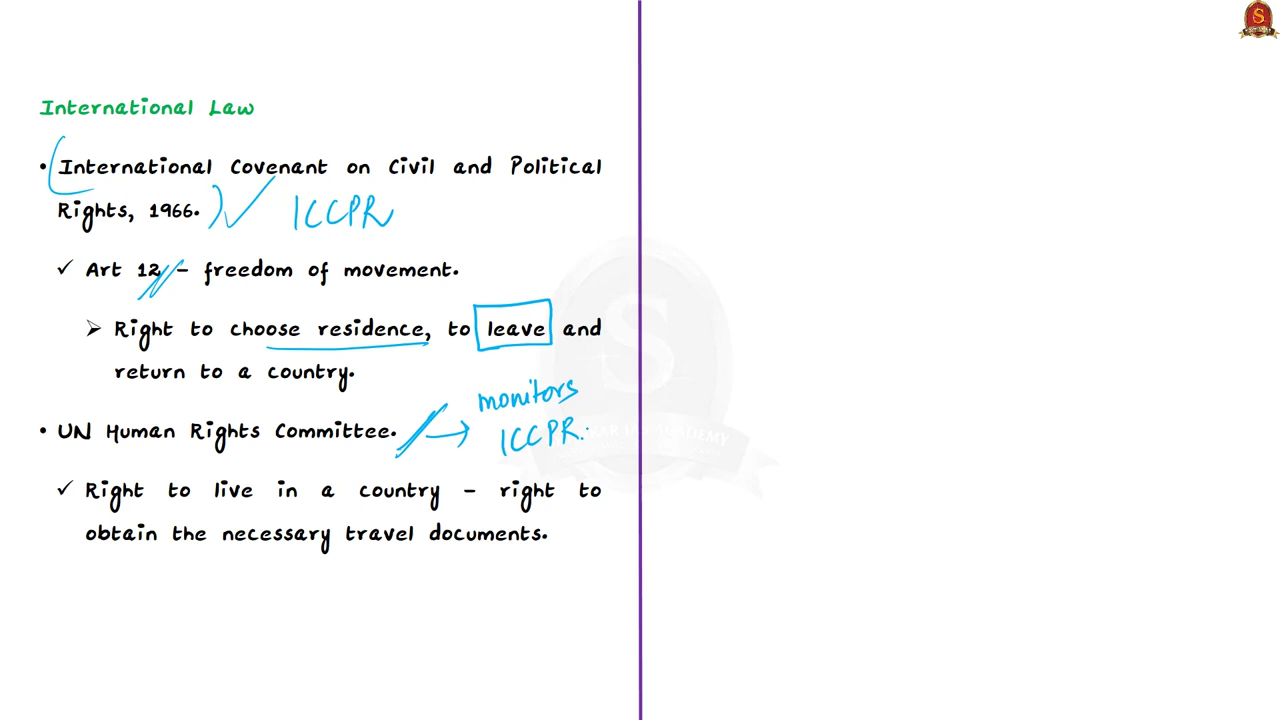 International Law
• International Covenant on Civil and Political
Rights, 1966. ICCPR
✓ Art 12 – freedom of movement.
➢ Right to choose residence, to leave and
return to a country.
monitors
• UN Human Rights Committee. → ICCPR.
✓ Right to live in a country – right to
obtain the necessary travel documents.